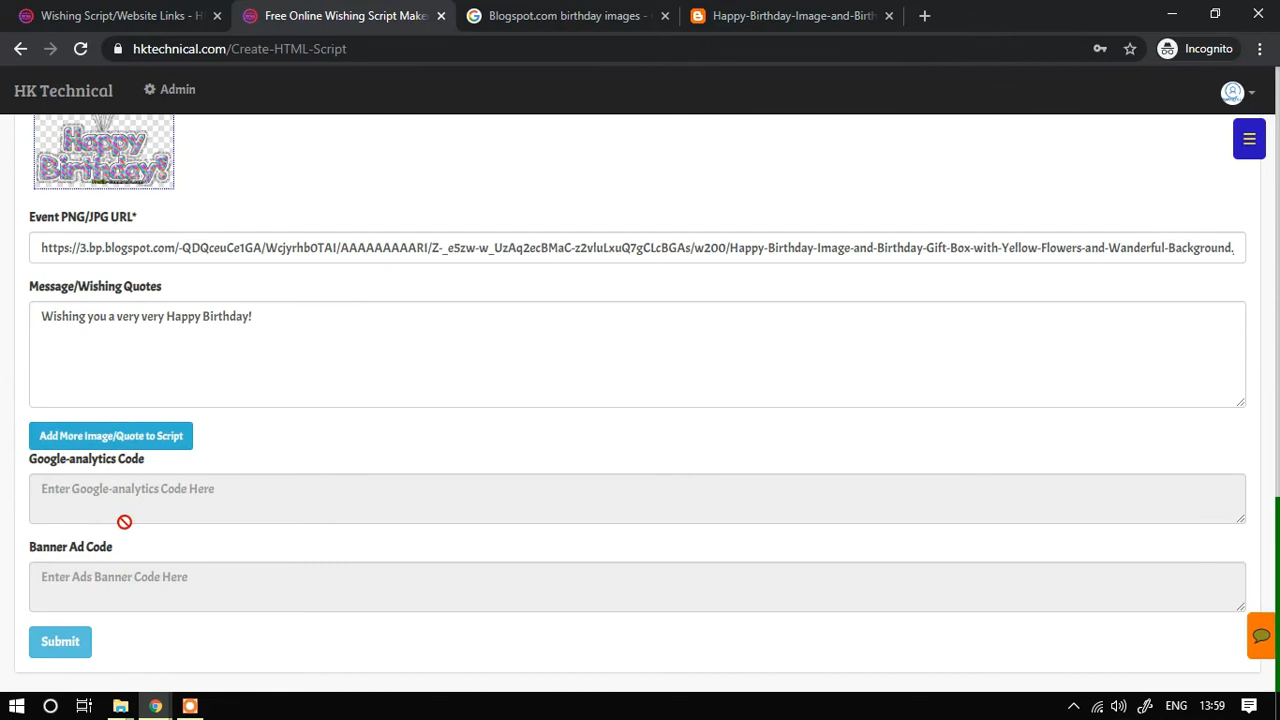 Wishing Script/Website Links - H
Free Online Wishing Script Mak
Blogspot.com birthday images -
Happy-Birthday-Image-and-Birth
hktechnical.com/Create-HTML-Script
Incognito
HK Technical
Admin
Happy
Birthday!
Event PNG/JPG URL*
https://3.bp.blogspot.com/-QDQceuCe1GA/Wcjyrhb0TAI/AAAAAAAAARI/Z-_e5zw-w_UzAq2ecBMaC-z2vluLxuQ7gCLcBGAs/w200/Happy-Birthday-Image-and-Birthday-Gift-Box-with-Yellow-Flowers-and-Wanderful-Background.
Message/Wishing Quotes
Wishing you a very very Happy Birthday!
Add More Image/Quote to Script
Google-analytics Code
Enter Google-analytics Code Here
Banner Ad Code
Enter Ads Banner Code Here
Submit
ENG
13:59